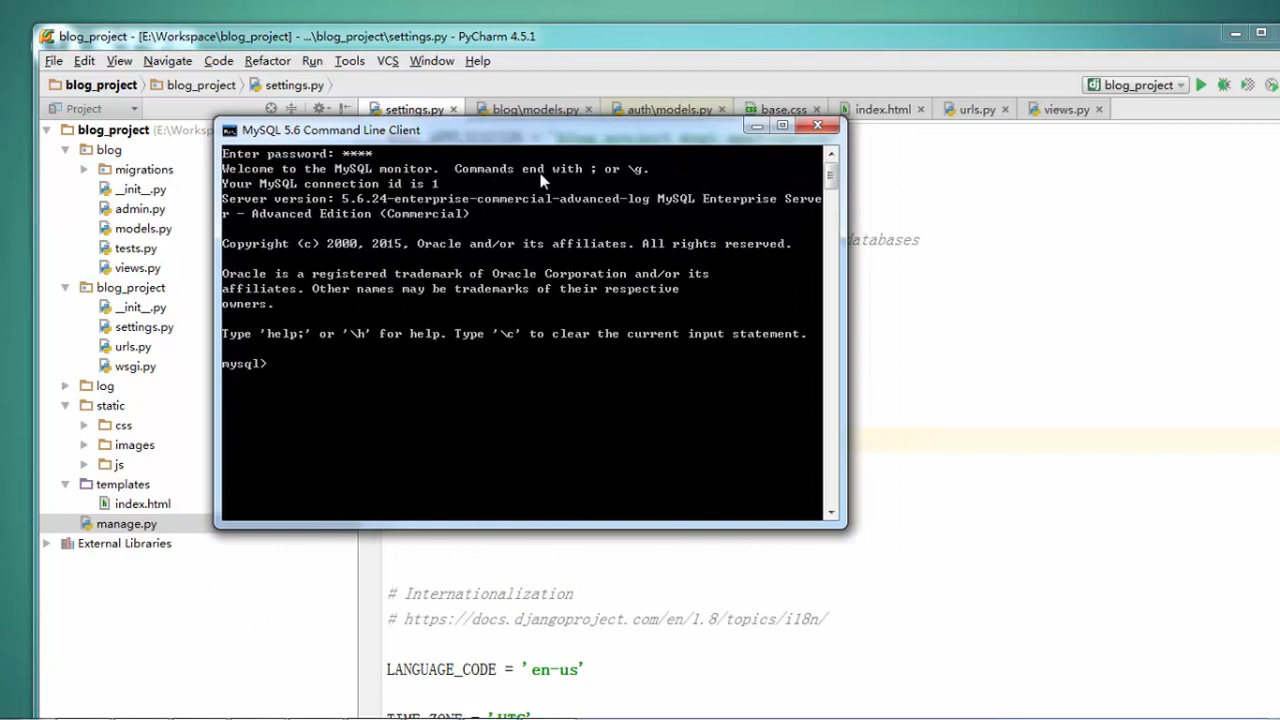 blog_project - [E:\Workspace\blog_project] - ...\blog_project\settings.py - PyCharm 4.5.1
File Edit View Navigate Code Refactor Run Tools VCS Window Help
blog_project blog_project settings.py blog_project
Project settings.py blog\models.py auth\models.py base.css index.html urls.py views.py
blog_project (E:\Worksp
blog
migrations
__init__.py
admin.py
models.py
tests.py
views.py
blog_project
__init__.py
settings.py
urls.py
wsgi.py
log
static
css
images
js
templates
index.html
manage.py
External Libraries
MySQL 5.6 Command Line Client
Enter password: ****
Welcome to the MySQL monitor.  Commands end with ; or \g.
Your MySQL connection id is 1
Server version: 5.6.24-enterprise-commercial-advanced-log MySQL Enterprise Serve
r - Advanced Edition (Commercial)
Copyright (c) 2000, 2015, Oracle and/or its affiliates. All rights reserved.
Oracle is a registered trademark of Oracle Corporation and/or its
affiliates. Other names may be trademarks of their respective
owners.
Type 'help;' or '\h' for help. Type '\c' to clear the current input statement.
mysql>
databases
# Internationalization
# https://docs.djangoproject.com/en/1.8/topics/i18n/
LANGUAGE_CODE = 'en-us'
TIME_ZONE = 'UTC'